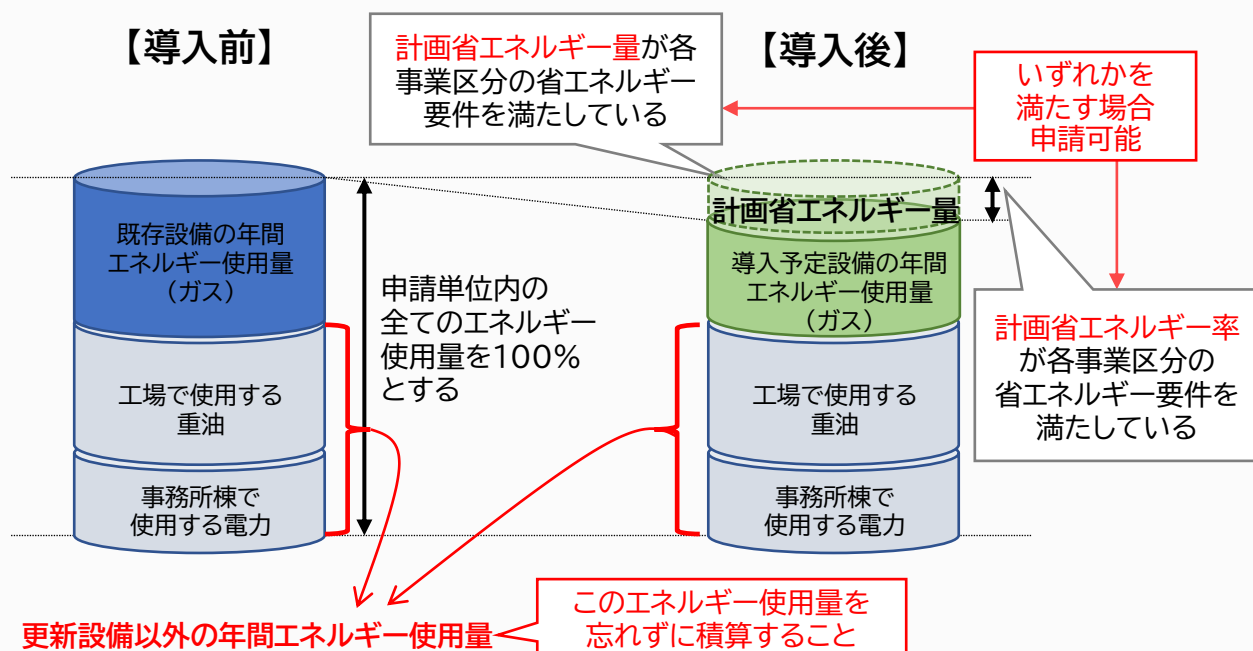 【導入前】
計画省エネルギー量が各
事業区分の省エネルギー
要件を満たしている
【導入後】
いずれかを
満たす場合
申請可能
既存設備の年間
エネルギー使用量
（ガス）
工場で使用する
重油
事務所棟で
使用する電力
申請単位内の
全てのエネルギー
使用量を100%
とする
計画省エネルギー量
導入予定設備の年間
エネルギー使用量
（ガス）
工場で使用する
重油
事務所棟で
使用する電力
計画省エネルギー率
が各事業区分の
省エネルギー要件を
満たしている
更新設備以外の年間エネルギー使用量
このエネルギー使用量を
忘れずに積算すること